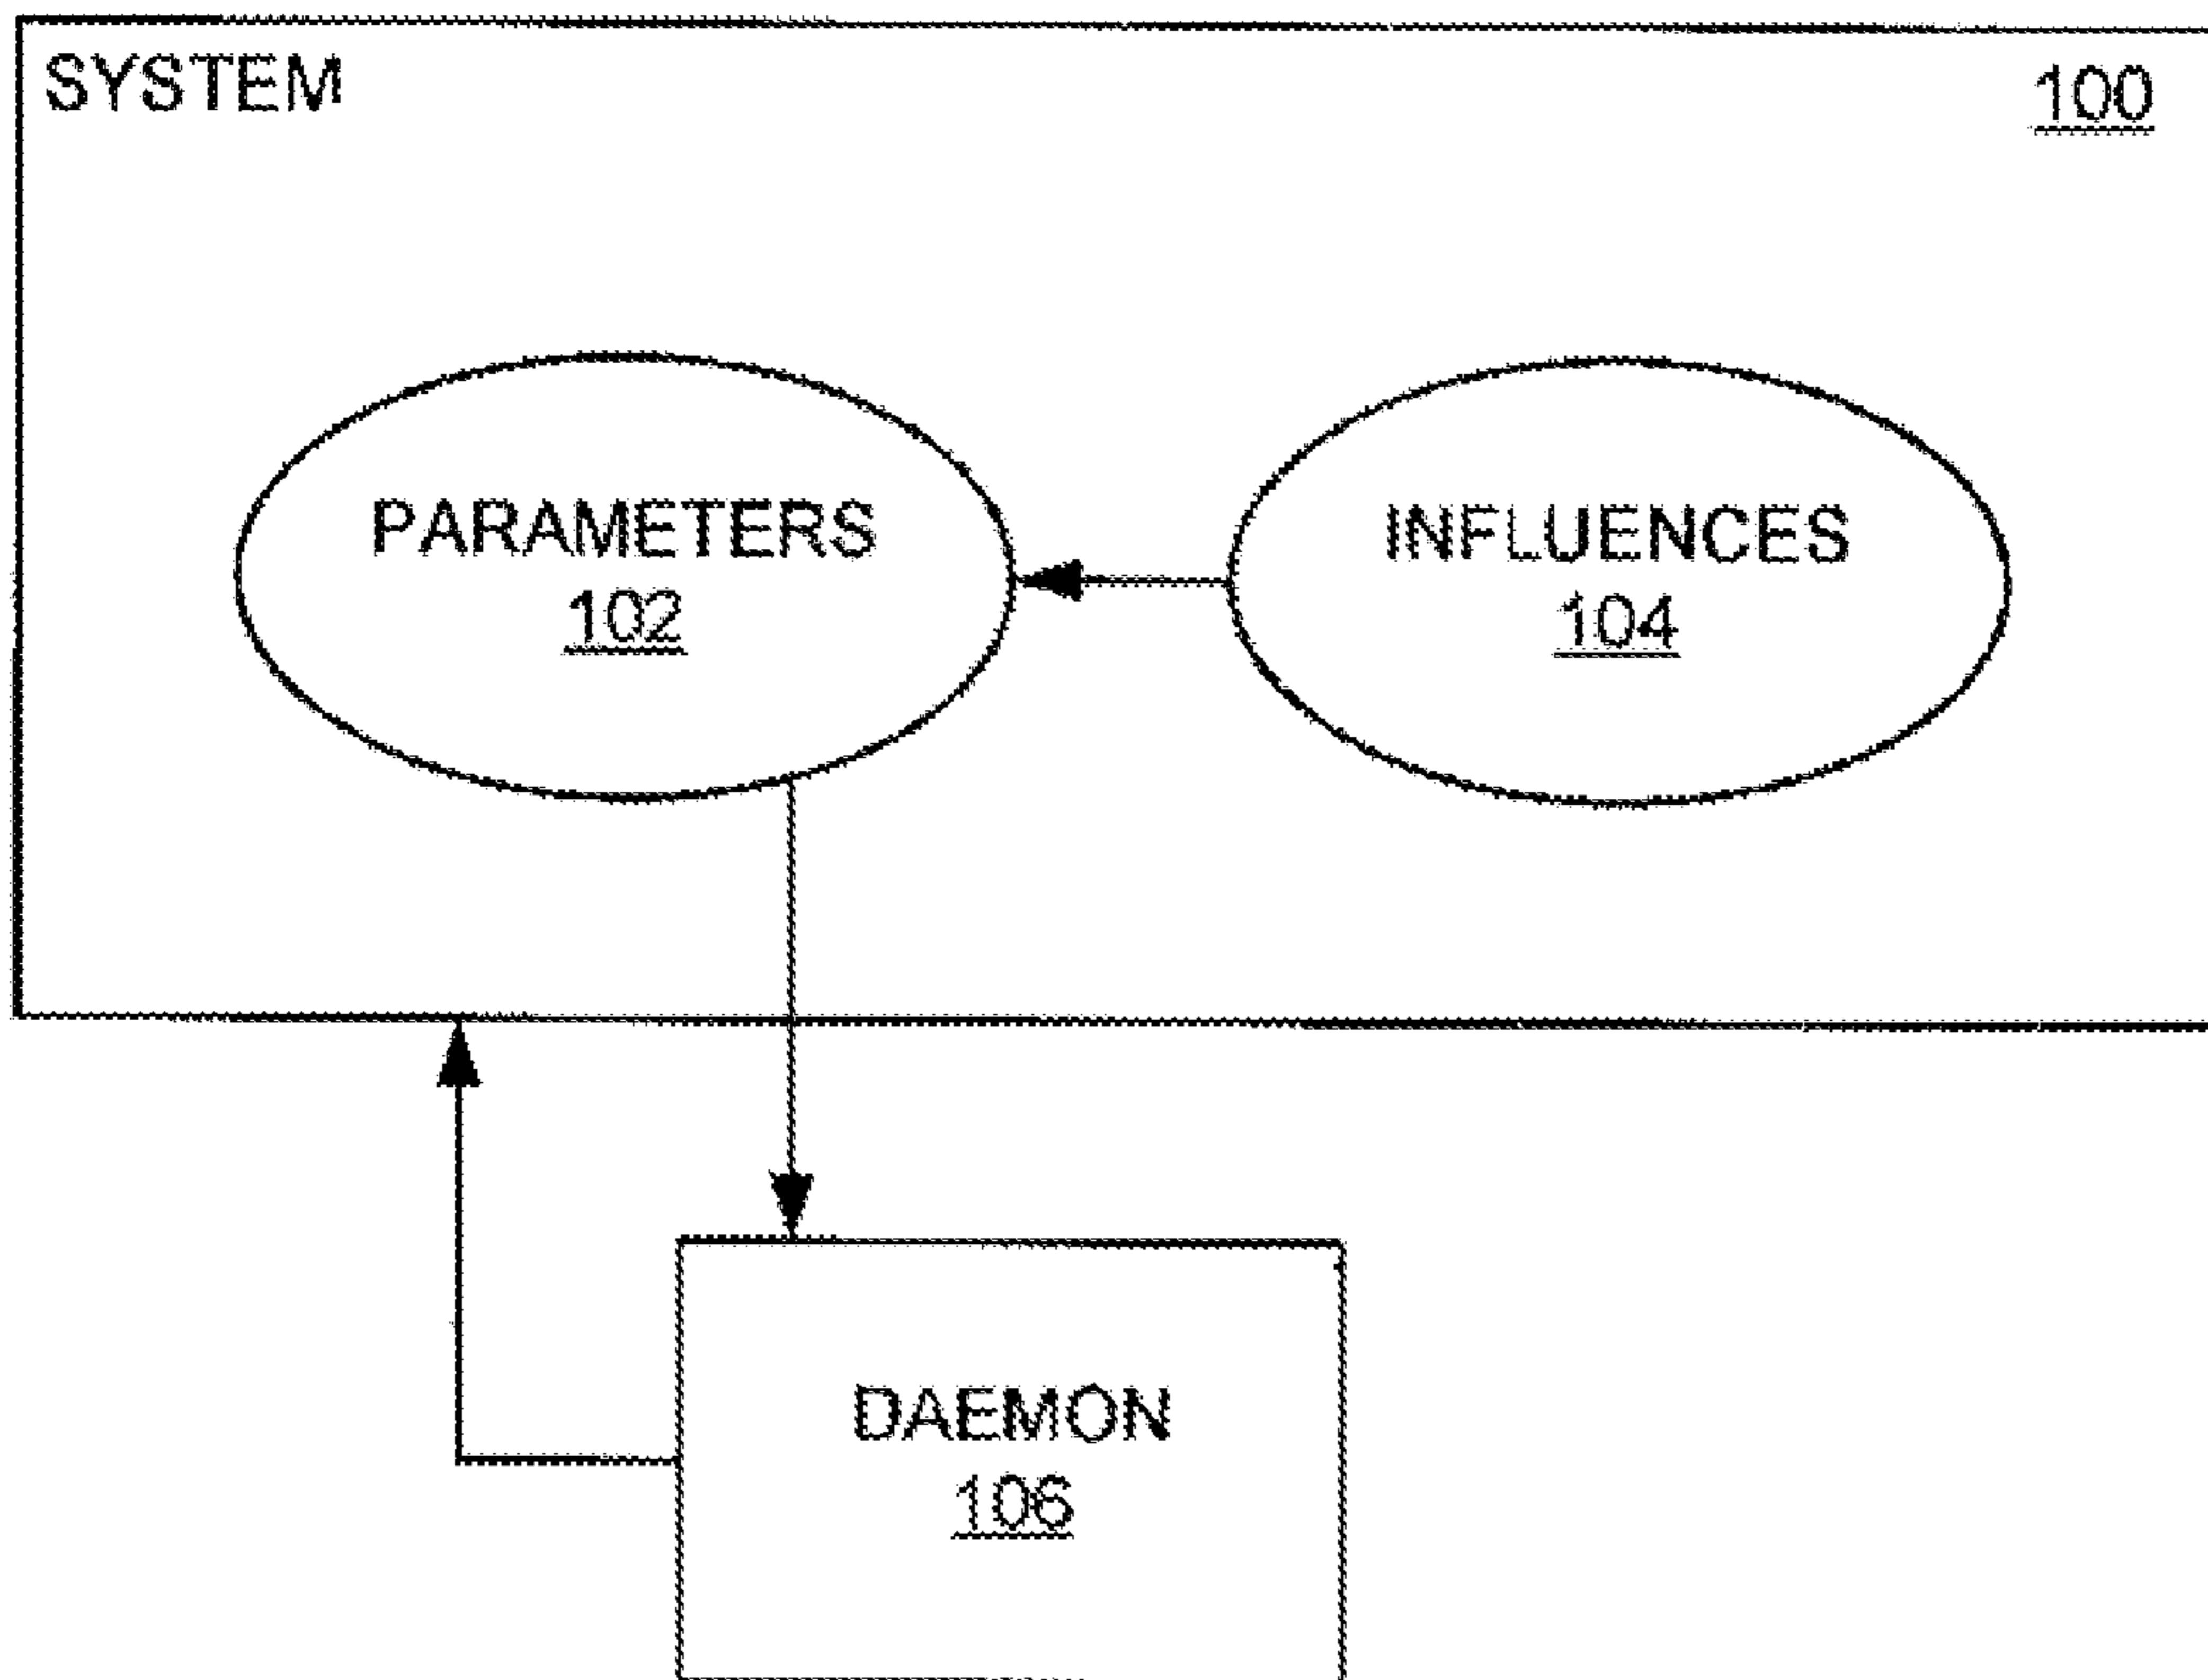 SYSTEM
100
PARAMETERS
102
INFLUENCES
104
DAEMON
106